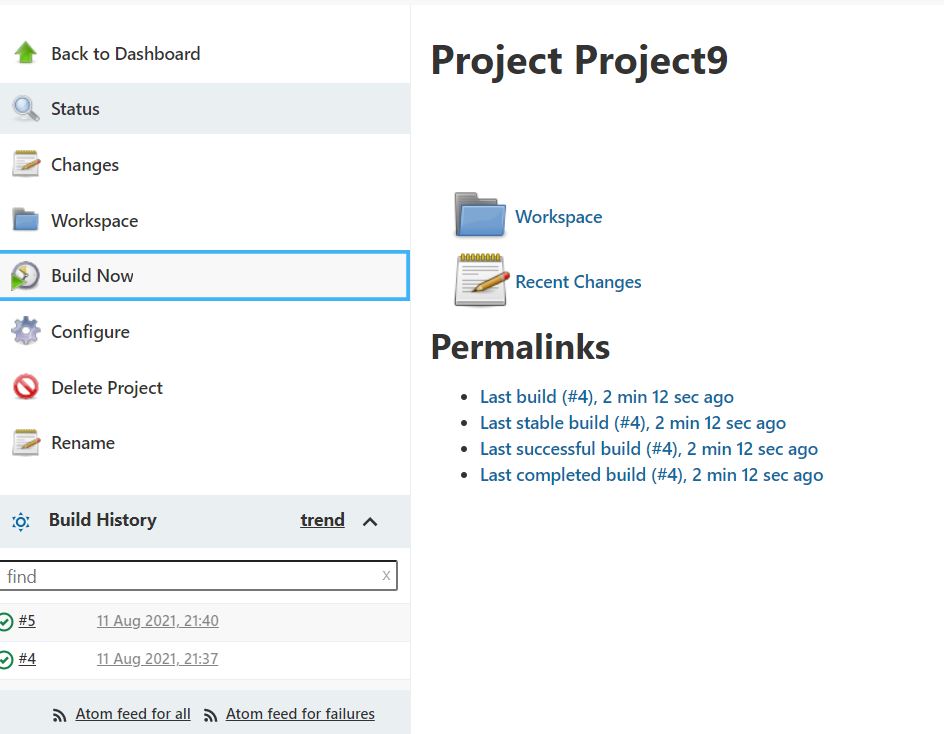 Back to Dashboard
Status
Changes
Workspace
Build Now
Configure
Delete Project
Rename
Build History trend
find x
#5 11 Aug 2021, 21:40
#4 11 Aug 2021, 21:37
Atom feed for all Atom feed for failures
Project Project9
Workspace
Recent Changes
Permalinks
Last build (#4), 2 min 12 sec ago
Last stable build (#4), 2 min 12 sec ago
Last successful build (#4), 2 min 12 sec ago
Last completed build (#4), 2 min 12 sec ago